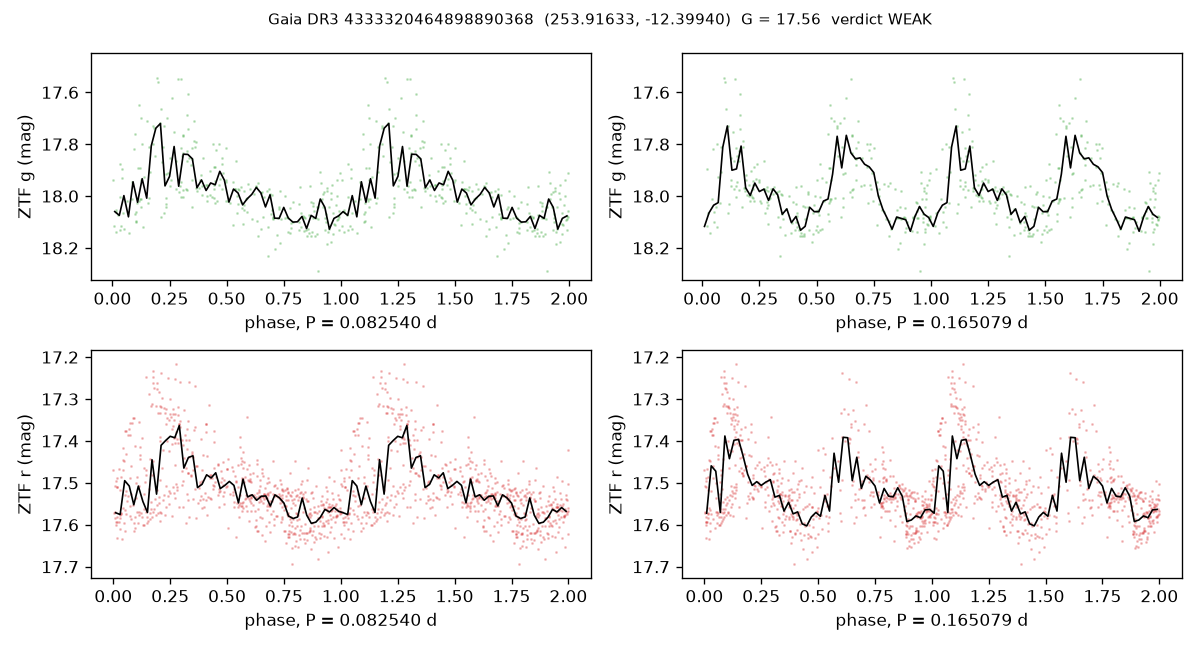 Gaia DR3 4333320464898890368 (253.91633, -12.39940) G = 17.56 verdict WEAK
ZTF g (mag)
17.6
17.8
18.0
18.2
0.00 0.25 0.50 0.75 1.00 1.25 1.50 1.75 2.00
phase, P = 0.082540 d
ZTF g (mag)
17.6
17.8
18.0
18.2
0.00 0.25 0.50 0.75 1.00 1.25 1.50 1.75 2.00
phase, P = 0.165079 d
ZTF r (mag)
17.2
17.3
17.4
17.5
17.6
17.7
0.00 0.25 0.50 0.75 1.00 1.25 1.50 1.75 2.00
phase, P = 0.082540 d
ZTF r (mag)
17.2
17.3
17.4
17.5
17.6
17.7
0.00 0.25 0.50 0.75 1.00 1.25 1.50 1.75 2.00
phase, P = 0.165079 d